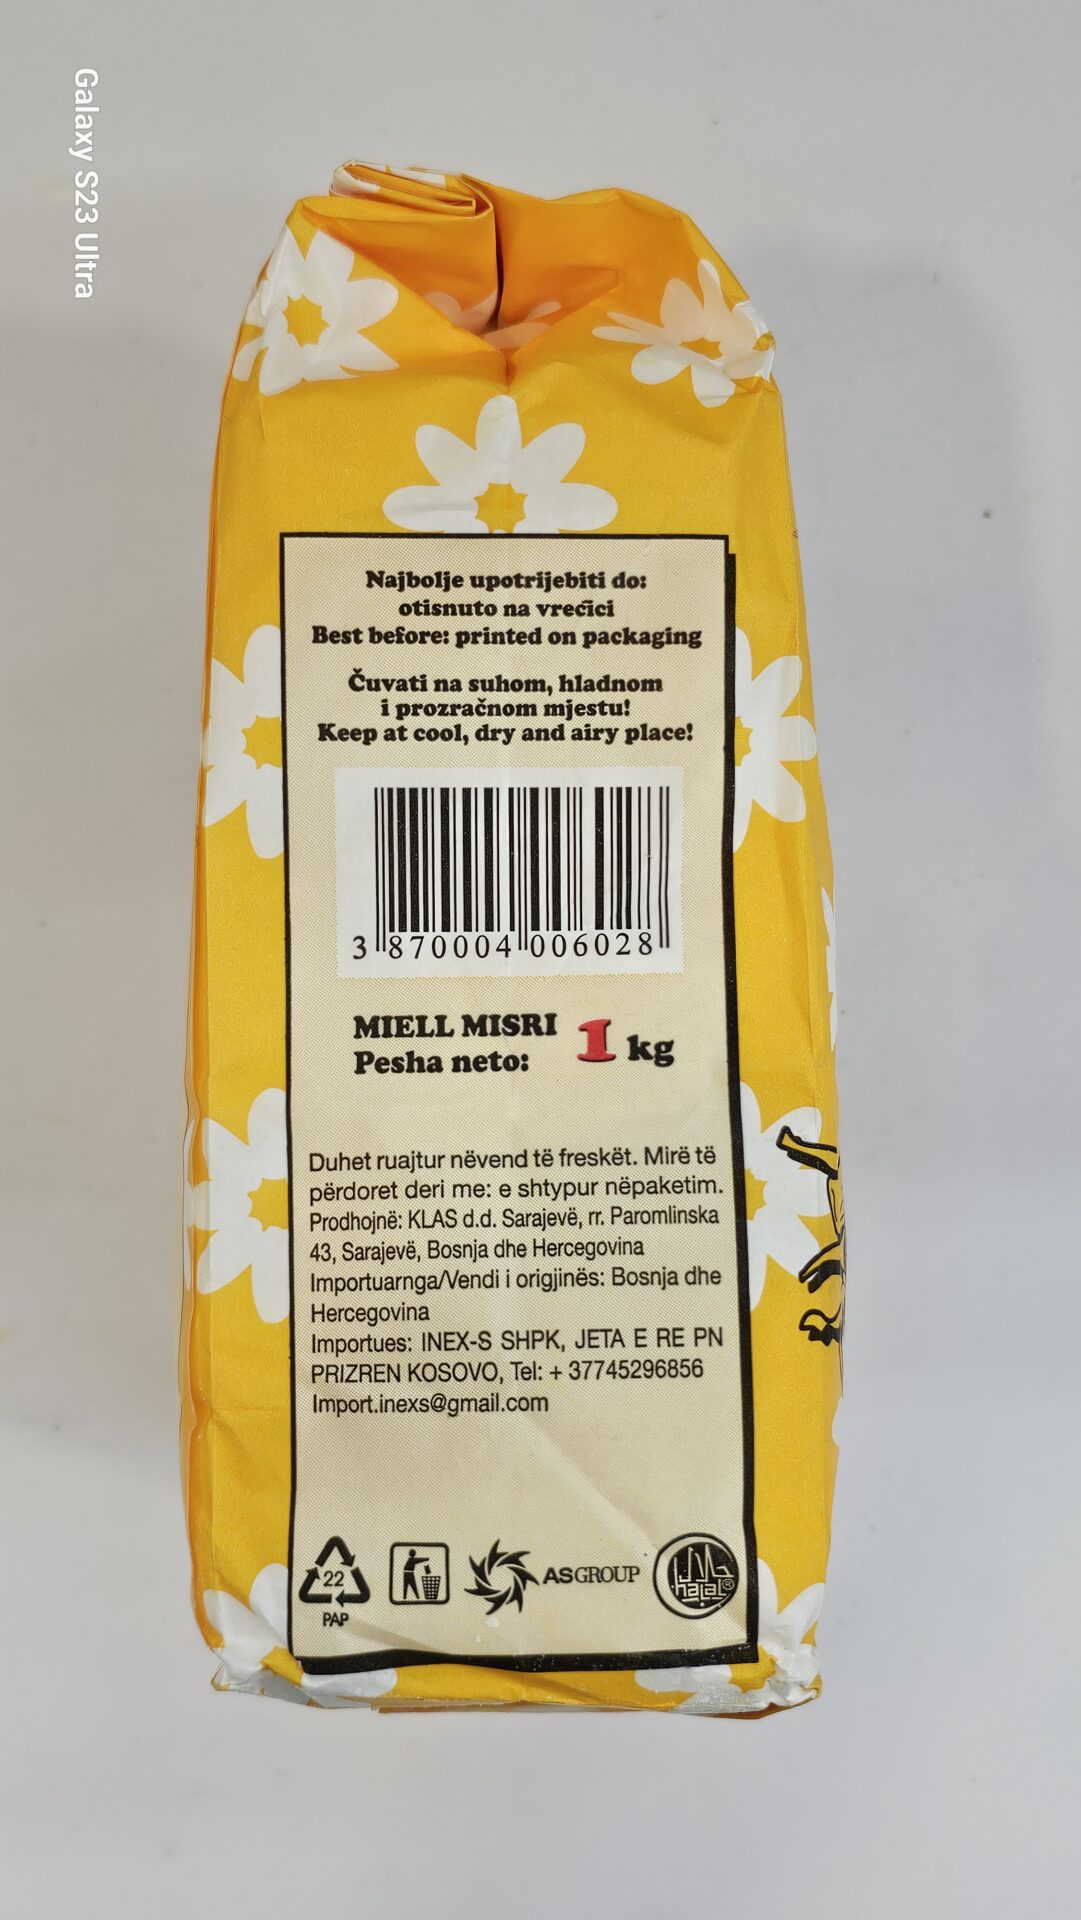 Galaxy S23 Ultra
Najbolje upotrijebiti do:
otisnuto na vrećici
Best before: printed on packaging
Čuvati na suhom, hladnom
i prozračnom mjestu!
Keep at cool, dry and airy place!
3 870004 006028
MIELL MISRI
Pesha neto: 1 kg
Duhet ruajtur nëvend të freskët. Mirë të
përdoret deri me: e shtypur nëpaketim.
Prodhojnë: KLAS d.d. Sarajevë, rr. Paromlinska
43, Sarajevë, Bosnja dhe Hercegovina
Importuarnga/Vendi i origjinës: Bosnja dhe
Hercegovina
Importues: INEX-S SHPK, JETA E RE PN
PRIZREN KOSOVO, Tel: + 37745296856
Import.inexs@gmail.com
22
PAP
ASGROUP
halal®